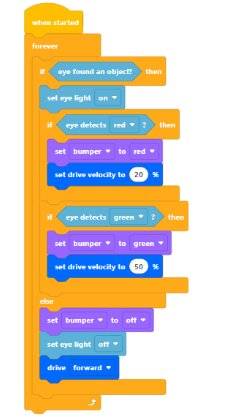 when started
forever
if eye found an object? then
set eye light on
if eye detects red ? then
set bumper to red
set drive velocity to 20 %
if eye detects green ? then
set bumper to green
set drive velocity to 50 %
else
set bumper to off
set eye light off
drive forward